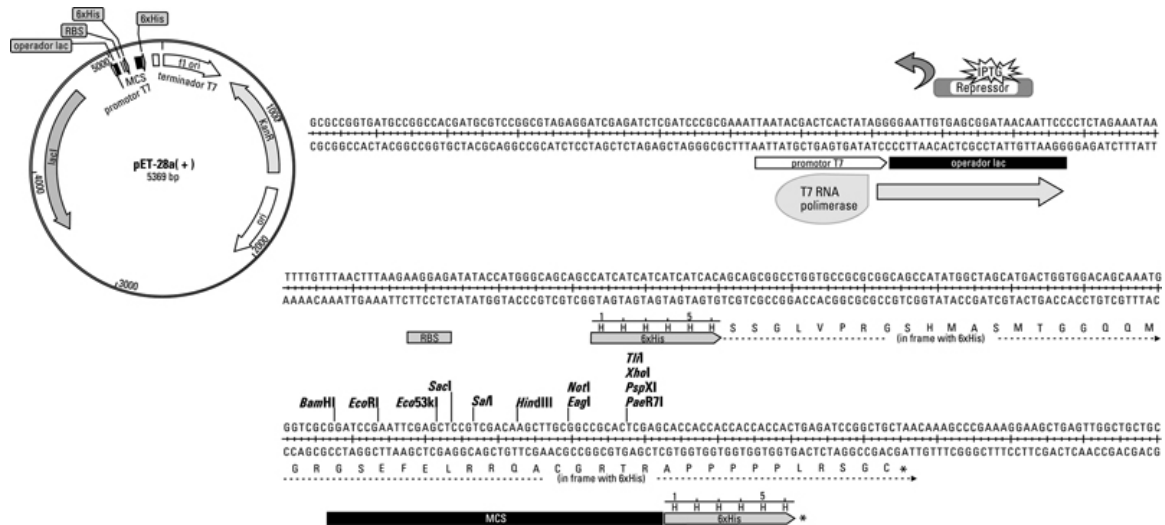 6xHis
6xHis
RBS
operador lac
5000
MCS
promotor T7
terminador T7
f1 ori
KanR
1000
lacI
pET-28a(+)
5369 bp
4000
ori
2000
3000
IPTG
Repressor
GCGCCGGTGATGCCGGCCACGATGCGTCCGGCGTAGAGGATCGAGATCTCGATCCCGCGAAATTAATACGACTCACTATAGGGGAATTGTGAGCGGATAACAATTCCCCTCTAGAAATAA
CGCGGCCACTACGGCCGGTGCTACGCAGGCCGCATCTCCTAGCTCTAGAGCTAGGGCGCTTTAATTATGCTGAGTGATATCCCCTTAACACTCGCCTATTGTTAAGGGGAGATCTTTATT
promotor T7 operador lac
T7 RNA
polimerase
TTTTGTTTAACTTTAAGAAGGAGATATACCATGGGCAGCAGCCATCATCATCATCATCACAGCAGCGGCCTGGTGCCGCGCGGCAGCCATATGGCTAGCATGACTGGTGGACAGCAAATG
AAAACAAATTGAAATTCTTCCTCTATATGGTACCCGTCGTCGGTAGTAGTAGTAGTAGTGTCGTCGCCGGACCACGGCGCGCCGTCGGTATACCGATCGTACTGACCACCTGTCGTTTAC
1 5
H H H H H H S S G L V P R G S H M A S M T G G Q Q M
RBS 6xHis (in frame with 6xHis)
TliI
XhoI
SacI NotI PspXI
BamHI EcoRI Eco53kI SalI HindIII EagI PaeR7I
GGTCGCGGATCCGAATTCGAGCTCCGTCGACAAGCTTGCGGCCGCACTCGAGCACCACCACCACCACCACTGAGATCCGGCTGCTAACAAAGCCCGAAAGGAAGCTGAGTTGGCTGCTGC
CCAGCGCCTAGGCTTAAGCTCGAGGCAGCTGTTCGAACGCCGGCGTGAGCTCGTGGTGGTGGTGGTGGTGACTCTAGGCCGACGATTGTTTCGGGCTTTCCTTCGACTCAACCGACGACG
G R G S E F E L R R Q A C G R T R A P P P P P L R S G C *
(in frame with 6xHis)
1 5
H H H H H H
MCS 6xHis *